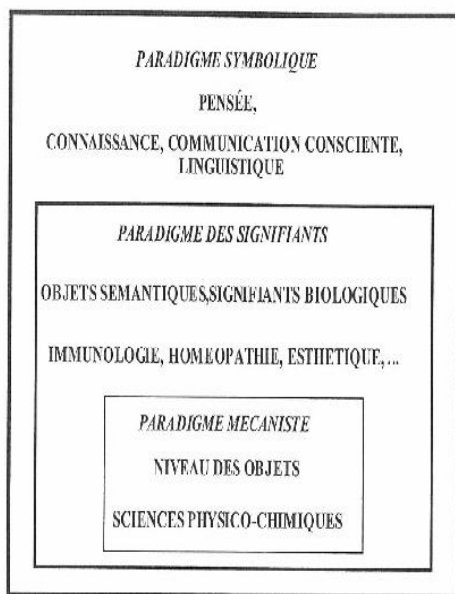 PARADIGME SYMBOLIQUE
PENSÉE,
CONNAISSANCE, COMMUNICATION CONSCIENTE,
LINGUISTIQUE
PARADIGME DES SIGNIFIANTS
OBJETS SEMANTIQUES,SIGNIFIANTS BIOLOGIQUES
IMMUNOLOGIE, HOMEOPATHIE, ESTHETIQUE, ...
PARADIGME MECANISTE
NIVEAU DES OBJETS
SCIENCES PHYSICO-CHIMIQUES